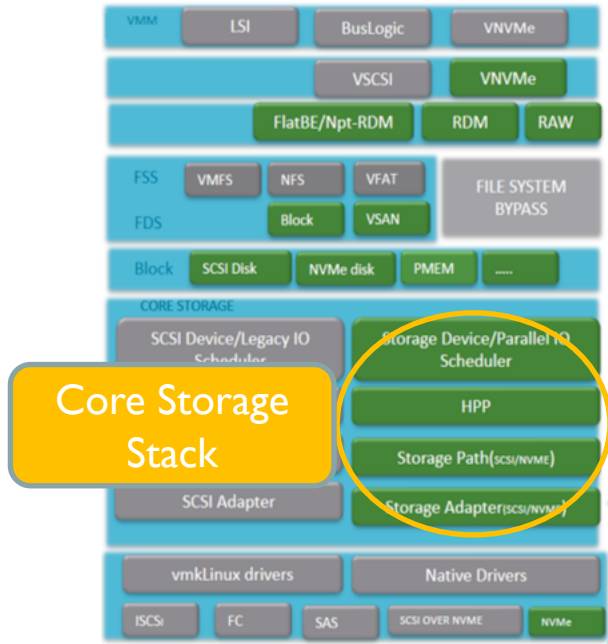 VMM LSI BusLogic VNVMe
VSCSI VNVMe
FlatBE/Npt-RDM RDM RAW
FSS VMFS NFS VFAT
FILE SYSTEM
BYPASS
FDS Block VSAN
Block SCSI Disk NVMe disk PMEM .....
CORE STORAGE
SCSI Device/Legacy IO
Scheduler
Storage Device/Parallel IO
Scheduler
Core Storage
Stack
HPP
Storage Path(SCSI/NVME)
SCSI Adapter
Storage Adapter(SCSI/NVME)
vmkLinux drivers Native Drivers
ISCSi FC SAS SCSI OVER NVME NVMe